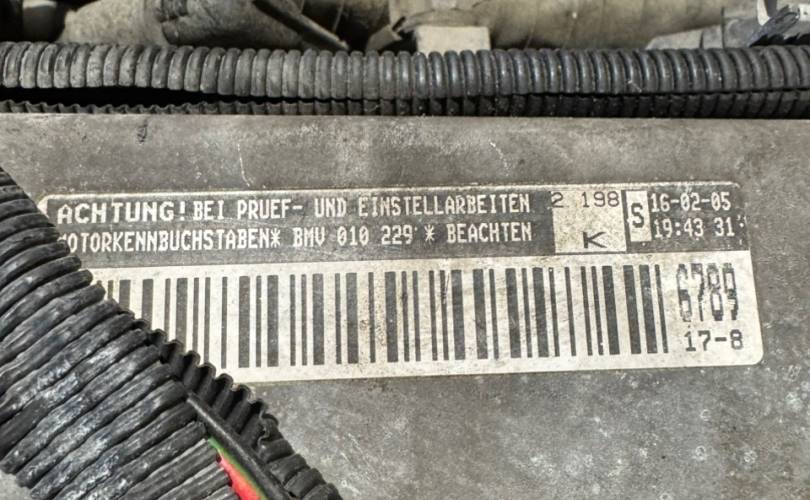 ACHTUNG! BEI PRUEF- UND EINSTELLARBEITEN 2 198 S 16-02-05
MOTORKENNBUCHSTABEN* BMV 010 229 * BEACHTEN K 19:43 31
6789
17-8